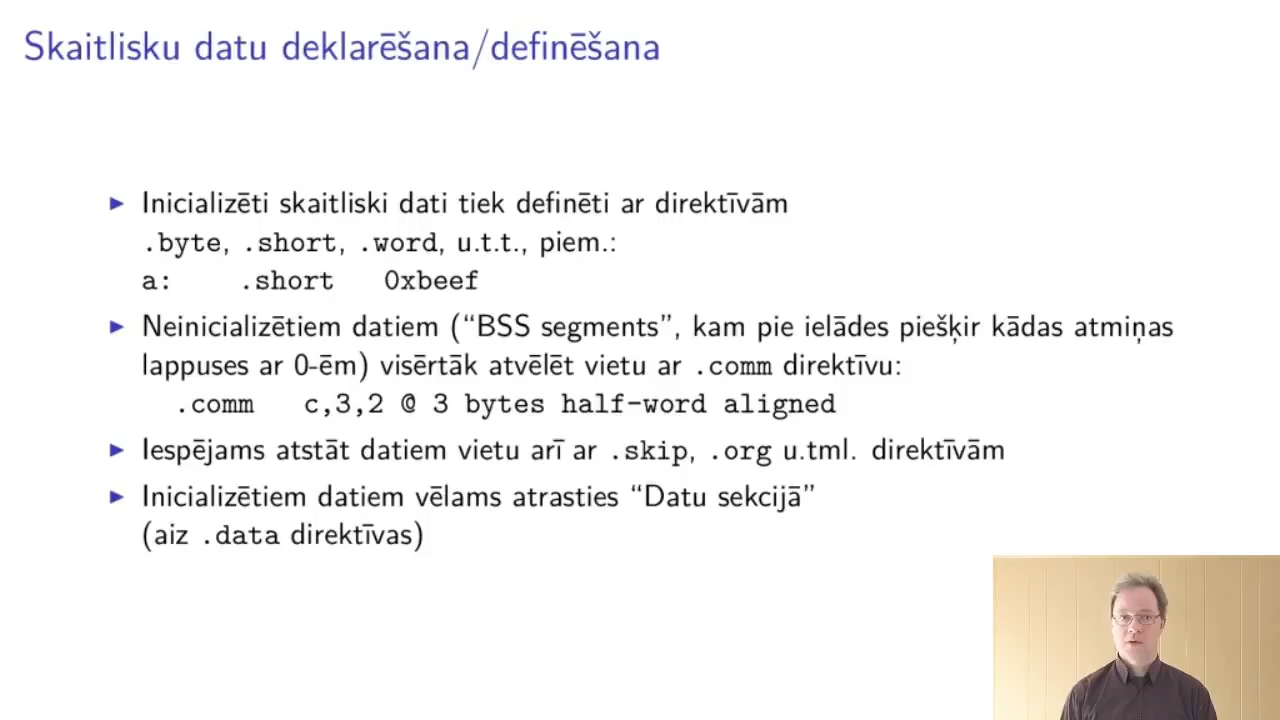 Skaitlisku datu deklarēšana/definēšana
▶ Inicializēti skaitliski dati tiek definēti ar direktīvām
.byte, .short, .word, u.t.t., piem.:
a: .short 0xbeef
▶ Neinicializētiem datiem (“BSS segments”, kam pie ielādes piešķir kādas atmiņas
lappuses ar 0-ēm) visērtāk atvēlēt vietu ar .comm direktīvu:
.comm c,3,2 @ 3 bytes half-word aligned
▶ Iespējams atstāt datiem vietu arī ar .skip, .org u.tml. direktīvām
▶ Inicializētiem datiem vēlams atrasties “Datu sekcijā”
(aiz .data direktīvas)